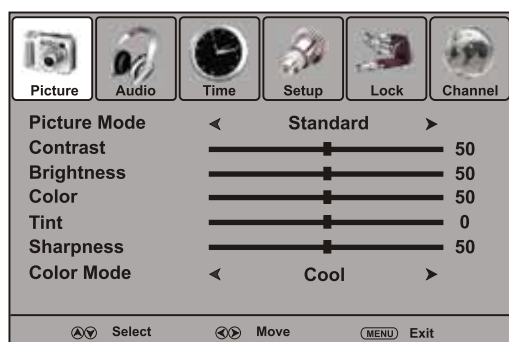 Picture Audio Time Setup Lock Channel
Picture Mode Standard
Contrast 50
Brightness 50
Color 50
Tint 0
Sharpness 50
Color Mode Cool
Select Move MENU Exit